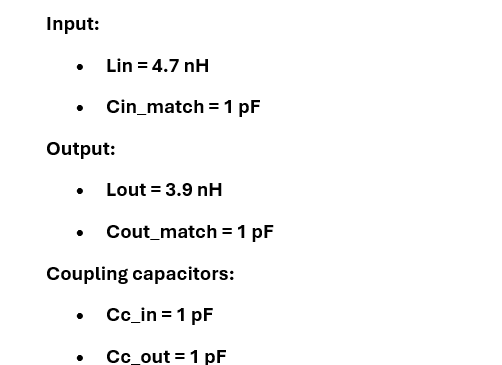 Input:
• Lin = 4.7 nH
• Cin_match = 1 pF
Output:
• Lout = 3.9 nH
• Cout_match = 1 pF
Coupling capacitors:
• Cc_in = 1 pF
• Cc_out = 1 pF